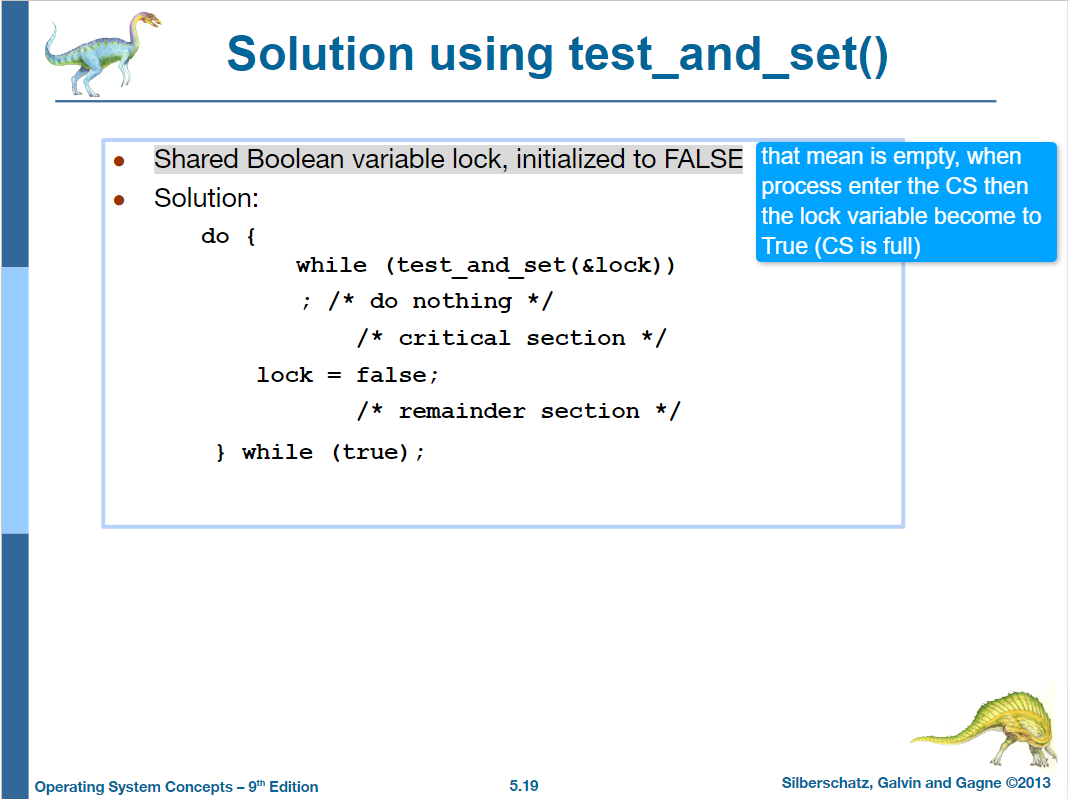 Solution using test_and_set()
Shared Boolean variable lock, initialized to FALSE
that mean is empty, when
process enter the CS then
the lock variable become to
True (CS is full)
Solution:
do {
while (test_and_set(&lock))
; /* do nothing */
/* critical section */
lock = false;
/* remainder section */
} while (true);
Operating System Concepts – 9th Edition
5.19
Silberschatz, Galvin and Gagne ©2013